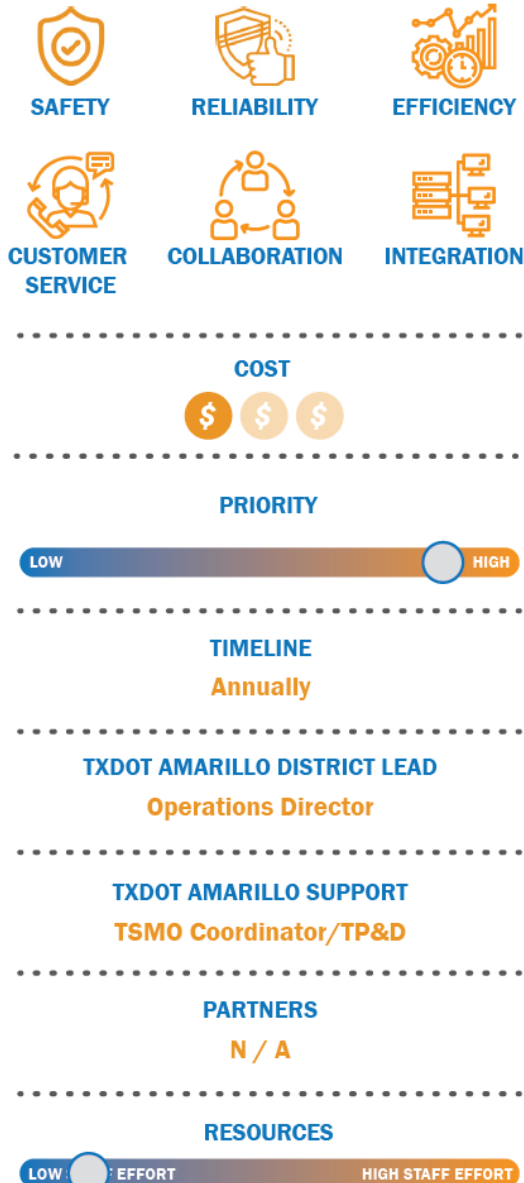 SAFETY
RELIABILITY
EFFICIENCY
CUSTOMER
SERVICE
COLLABORATION
INTEGRATION
COST
$ $ $
PRIORITY
LOW
HIGH
TIMELINE
Annually
TXDOT AMARILLO DISTRICT LEAD
Operations Director
TXDOT AMARILLO SUPPORT
TSMO Coordinator/TP&D
PARTNERS
N / A
RESOURCES
LOW EFFORT
HIGH STAFF EFFORT